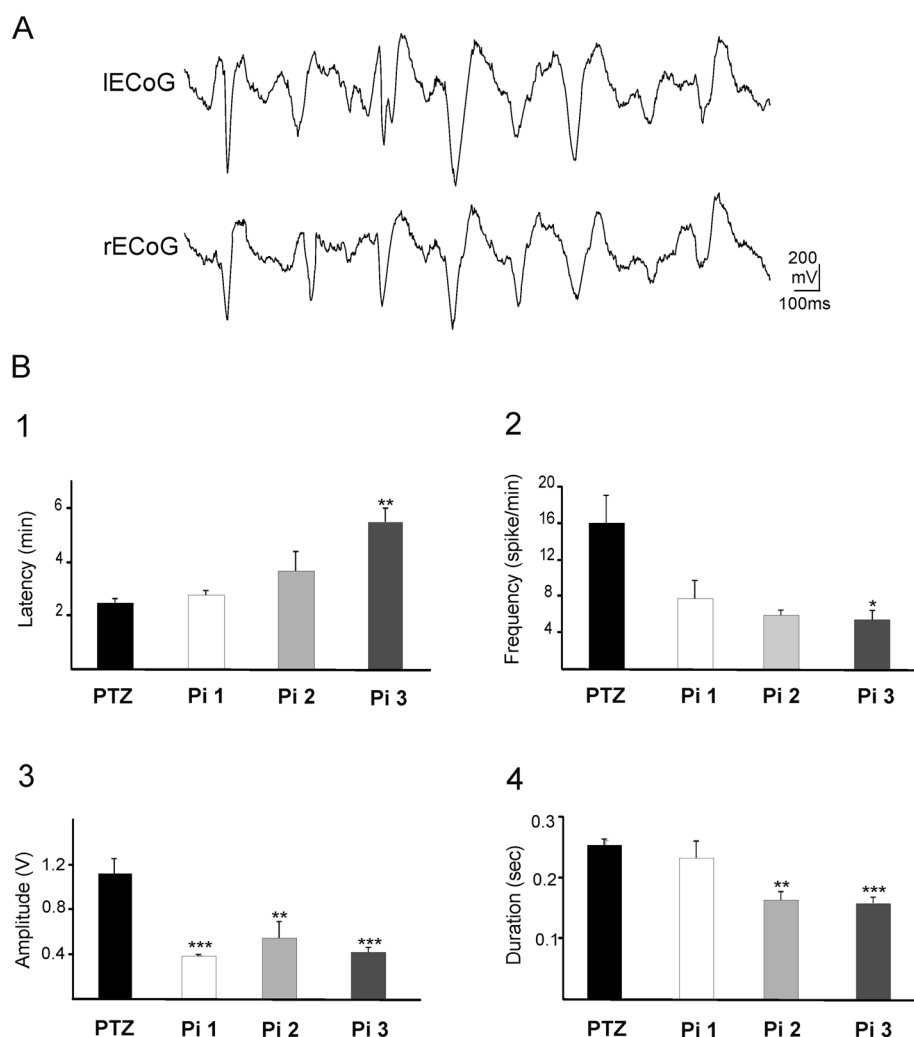 A
lECoG
rECoG
200
mV
100ms
B
1
Latency (min)
6
4
2
**
PTZ Pi 1 Pi 2 Pi 3
2
Frequency (spike/min)
20
16
12
8
4
*
PTZ Pi 1 Pi 2 Pi 3
3
Amplitude (V)
1.2
0.8
0.4
*** ** ***
PTZ Pi 1 Pi 2 Pi 3
4
Duration (sec)
0.3
0.2
0.1
** ***
PTZ Pi 1 Pi 2 Pi 3